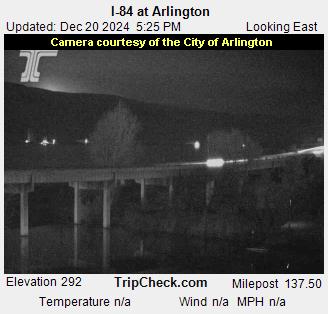 I-84 at Arlington
Updated: Dec 20 2024 5:25 PM Looking East
Camera courtesy of the City of Arlington
Elevation 292 TripCheck.com Milepost 137.50
Temperature n/a Wind n/a MPH n/a